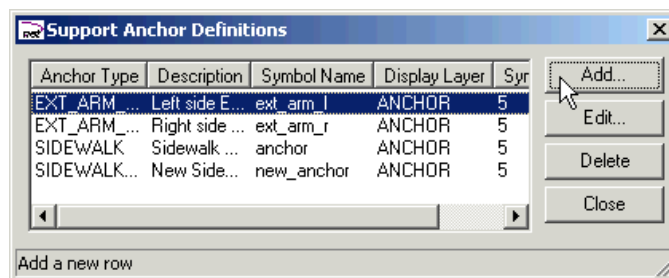 Support Anchor Definitions
Anchor Type Description Symbol Name Display Layer Syr
EXT_ARM_... Left side E... ext_arm_l ANCHOR 5
EXT_ARM_... Right side ... ext_arm_r ANCHOR 5
SIDEWALK Sidewalk ... anchor ANCHOR 5
SIDEWALK... New Side... new_anchor ANCHOR 5
Add...
Edit...
Delete
Close
Add a new row